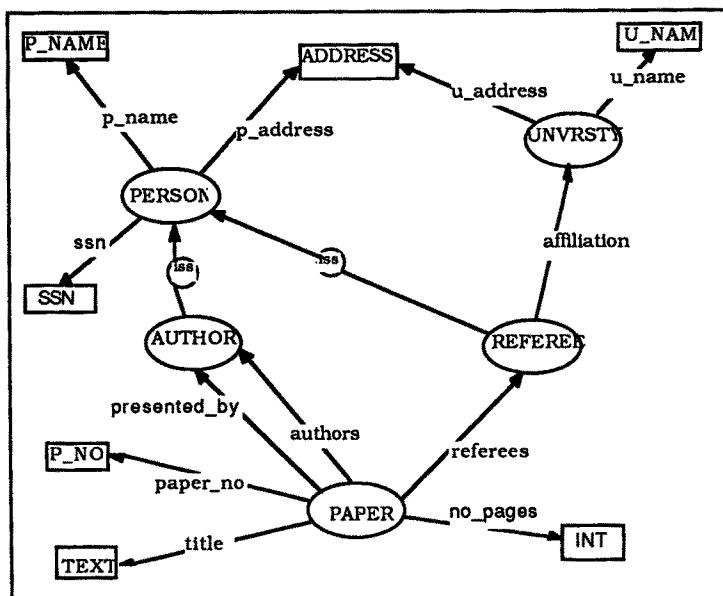 P_NAME
ADDRESS
U_NAM
u_name
u_address
p_name
p_address
UNVRSTY
PERSON
ssn
affiliation
iss
iss
SSN
AUTHOR
REFEREE
presented_by
authors
referees
P_NO
paper_no
no_pages
PAPER
title
INT
TEXT